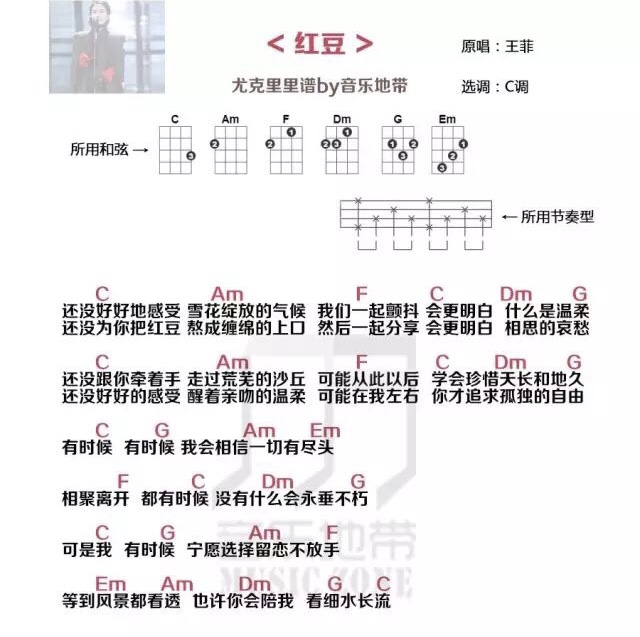 < 红豆 >
原唱：王菲
尤克里里谱by音乐地带
选调：C调
C Am F Dm G Em
所用和弦→
1 1 1
2 2 3 1 2
3 3 2
3
←所用节奏型
C Am F C Dm G
还没好好地感受 雪花绽放的气候 我们一起颤抖 会更明白 什么是温柔
还没为你把红豆 熬成缠绵的上口 然后一起分享 会更明白 相思的哀愁
C Am F C Dm G
还没跟你牵着手 走过荒芜的沙丘 可能从此以后 学会珍惜天长和地久
还没好好的感受 醒着亲吻的温柔 可能在我左右 你才追求孤独的自由
C G Am Em
有时候 有时候 我会相信一切有尽头
F C Dm G
相聚离开 都有时候 没有什么会永垂不朽
C G Am F
可是我 有时候 宁愿选择留恋不放手
Em Am Dm G C
等到风景都看透 也许你会陪我 看细水长流
音乐地带
MUSIC ZONE